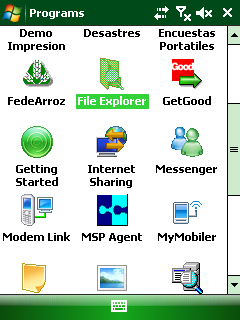 Programs
Demo Impresion
Desastres
Encuestas Portatiles
Good
FedeArroz
File Explorer
GetGood
Getting Started
Internet Sharing
Messenger
Modem Link
MSP Agent
MyMobiler